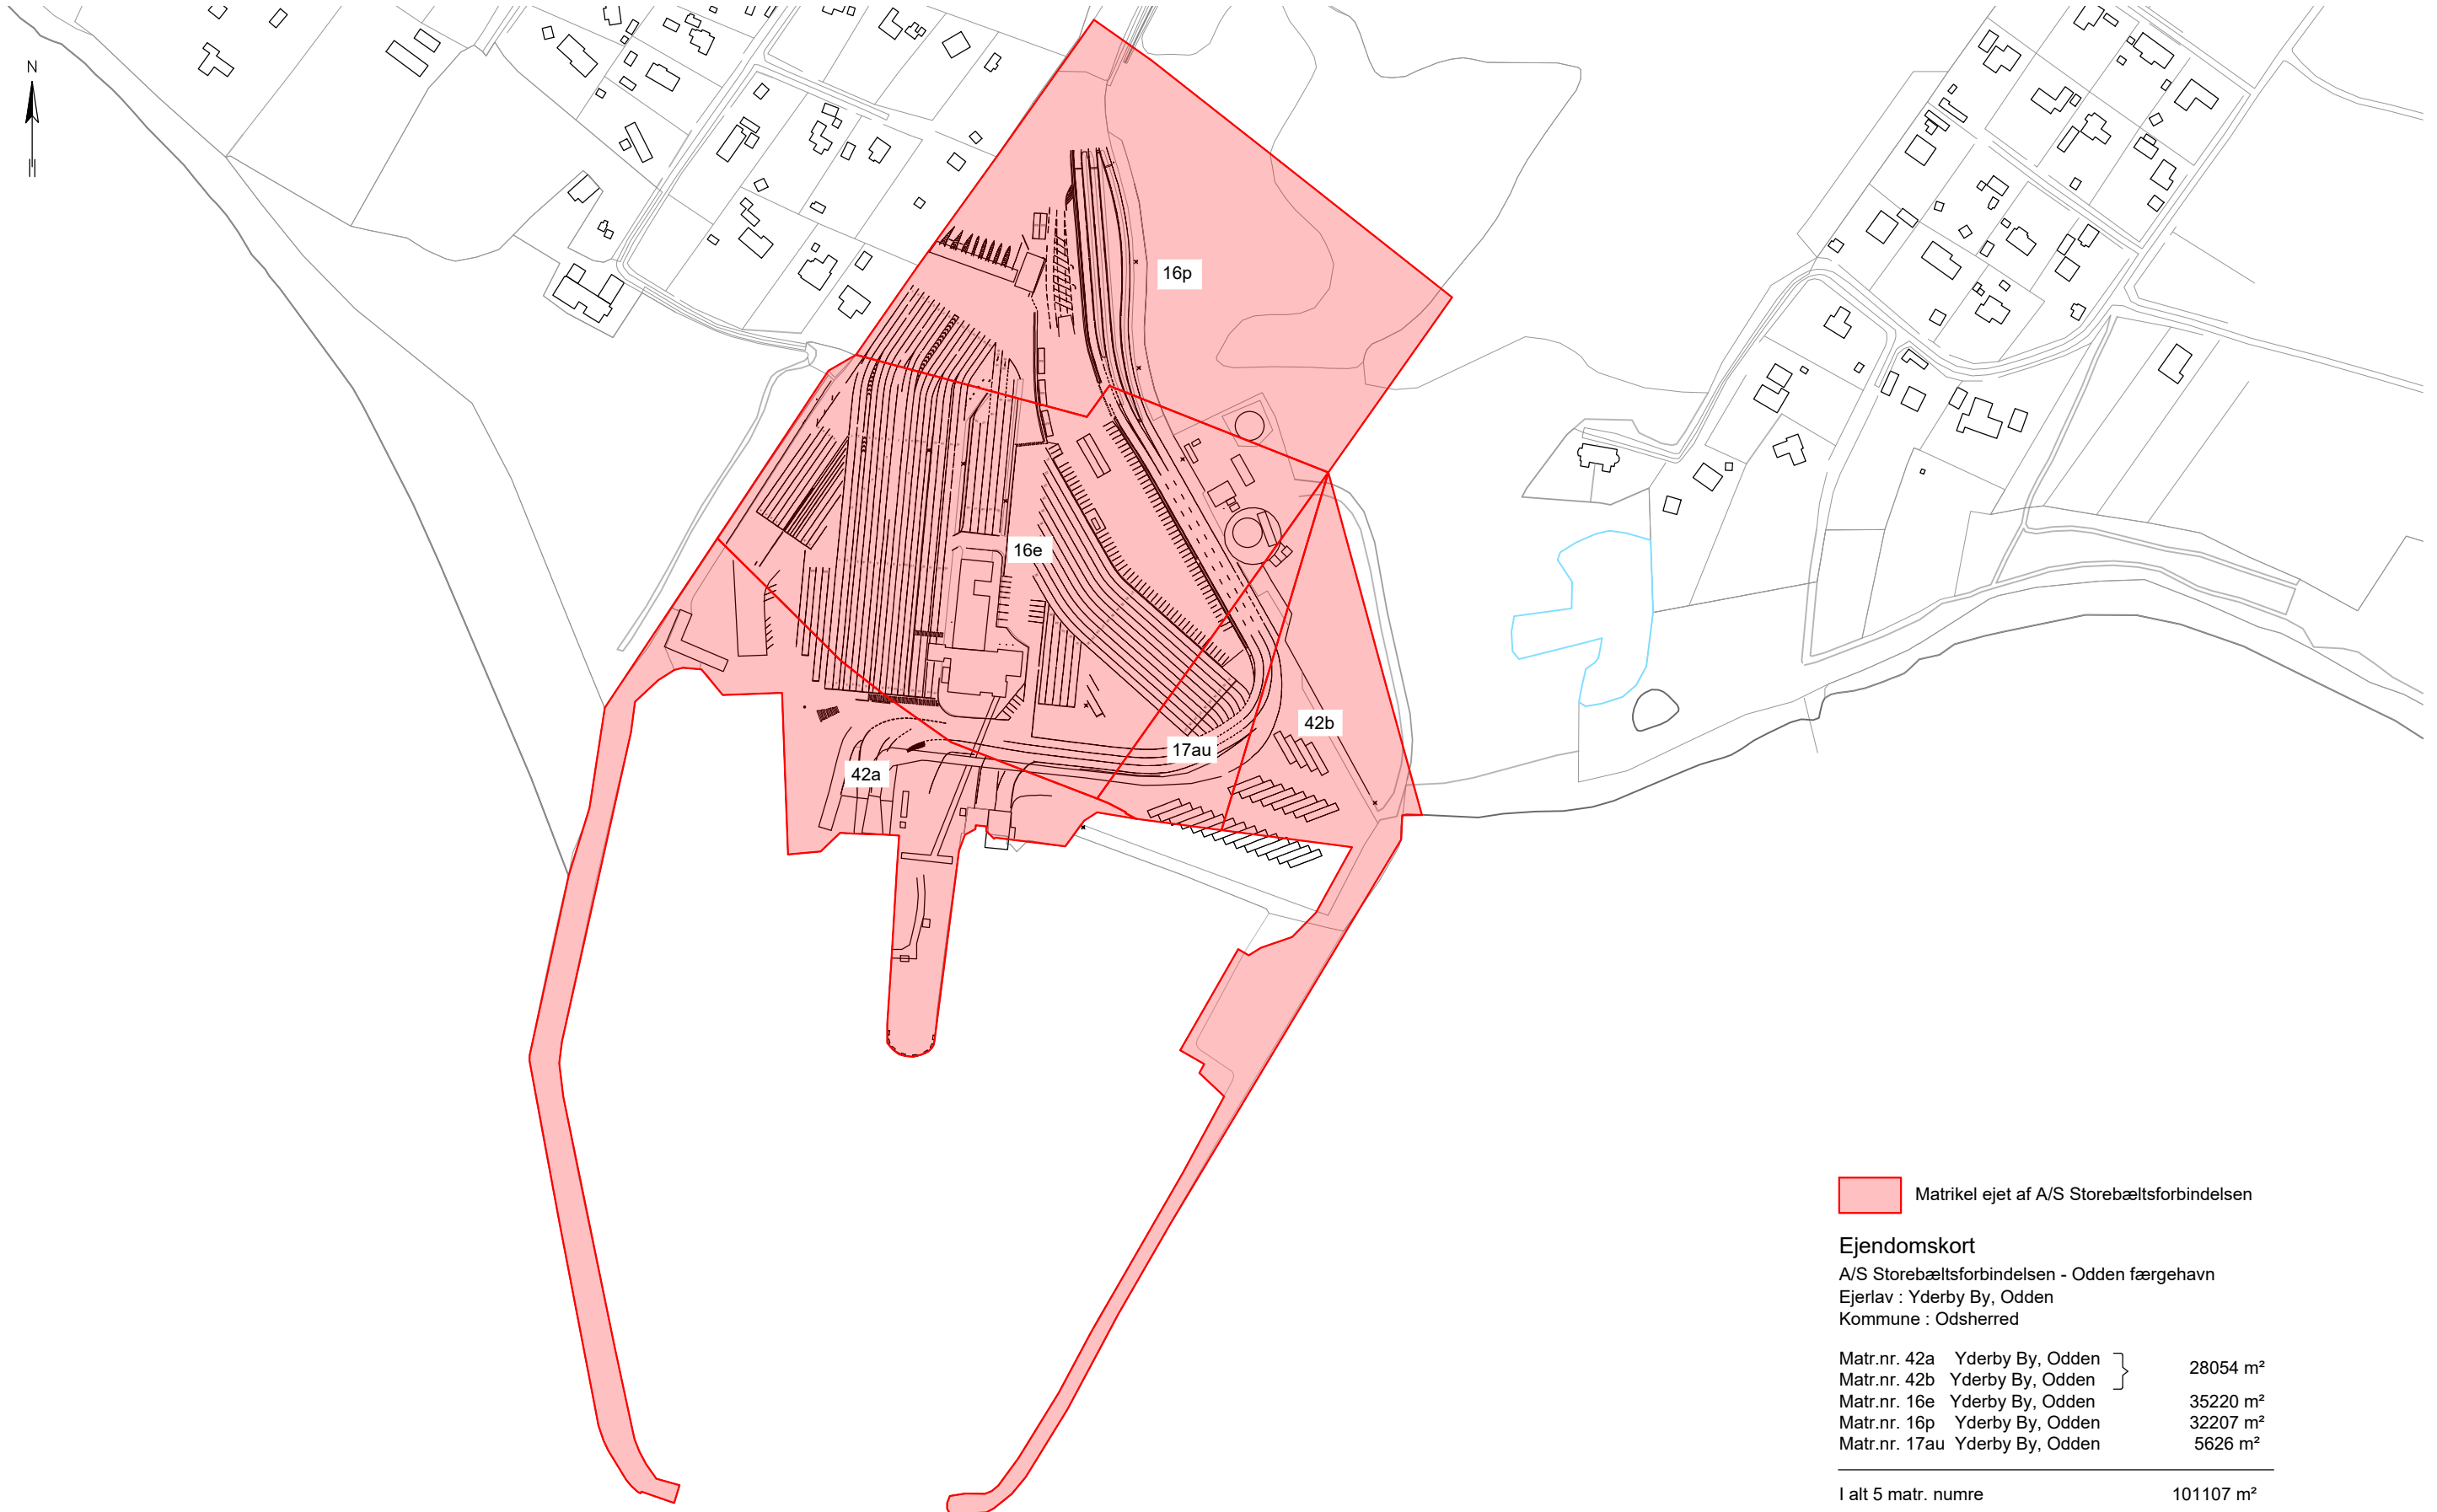 N
16p
16e
42b
17au
42a
Matrikel ejet af A/S Storebæltsforbindelsen
Ejendomskort
A/S Storebæltsforbindelsen - Odden færgehavn
Ejerlav : Yderby By, Odden
Kommune : Odsherred
Matr.nr. 42a Yderby By, Odden
Matr.nr. 42b Yderby By, Odden 28054 m²
Matr.nr. 16e Yderby By, Odden 35220 m²
Matr.nr. 16p Yderby By, Odden 32207 m²
Matr.nr. 17au Yderby By, Odden 5626 m²
I alt 5 matr. numre 101107 m²